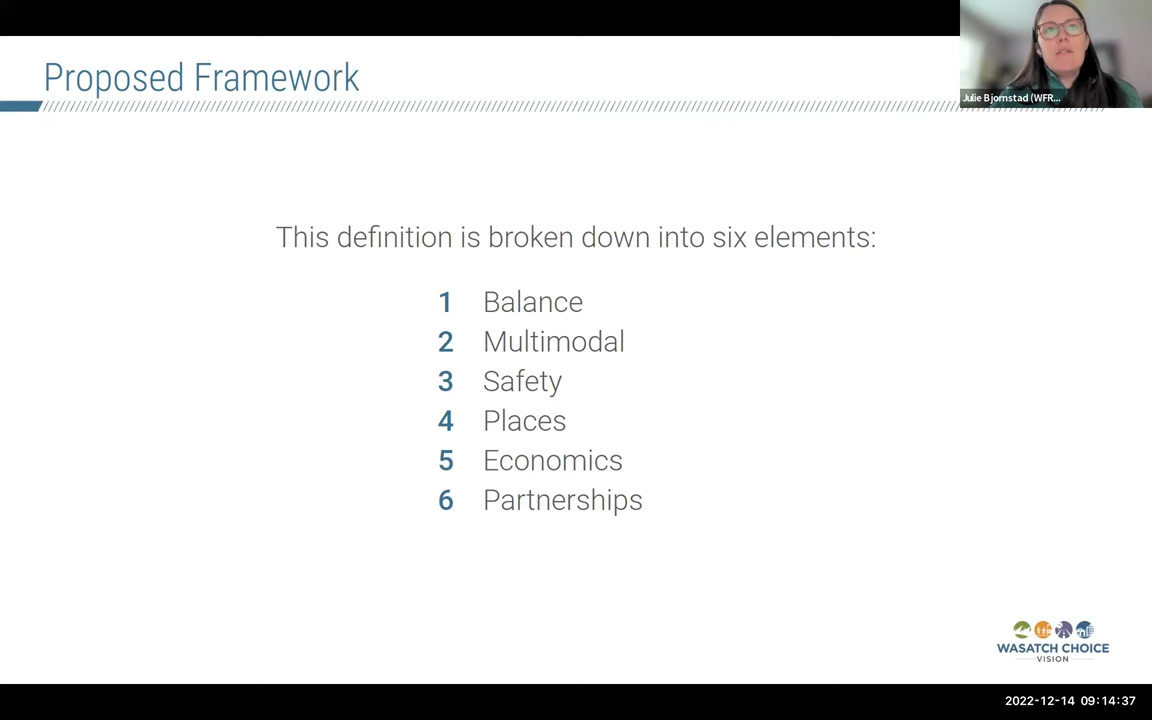 Proposed Framework
Julie Bjornstad (WFR...
This definition is broken down into six elements:
1 Balance
2 Multimodal
3 Safety
4 Places
5 Economics
6 Partnerships
WASATCH CHOICE
VISION
2022-12-14 09:14:37